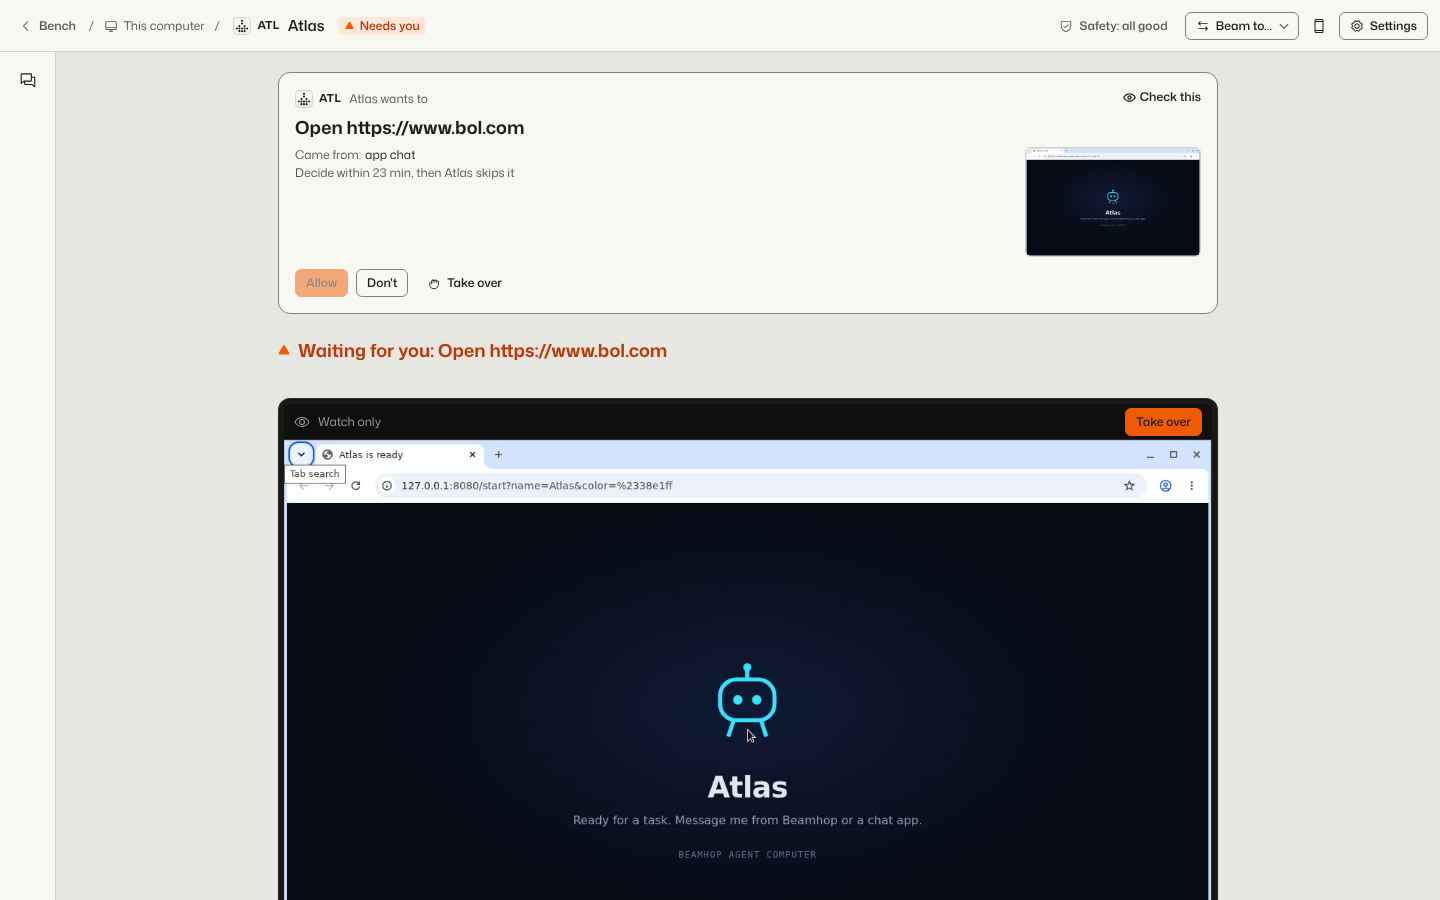 Bench / This computer / ATL Atlas Needs you
Safety: all good
Beam to...
Settings
ATL Atlas wants to
Check this
Open https://www.bol.com
Came from: app chat
Decide within 23 min, then Atlas skips it
Atlas
Allow
Don't
Take over
Waiting for you: Open https://www.bol.com
Watch only
Take over
Atlas is ready
Tab search
127.0.0.1:8080/start?name=Atlas&color=%2338e1ff
Atlas
Ready for a task. Message me from Beamhop or a chat app.
BEAMHOP AGENT COMPUTER